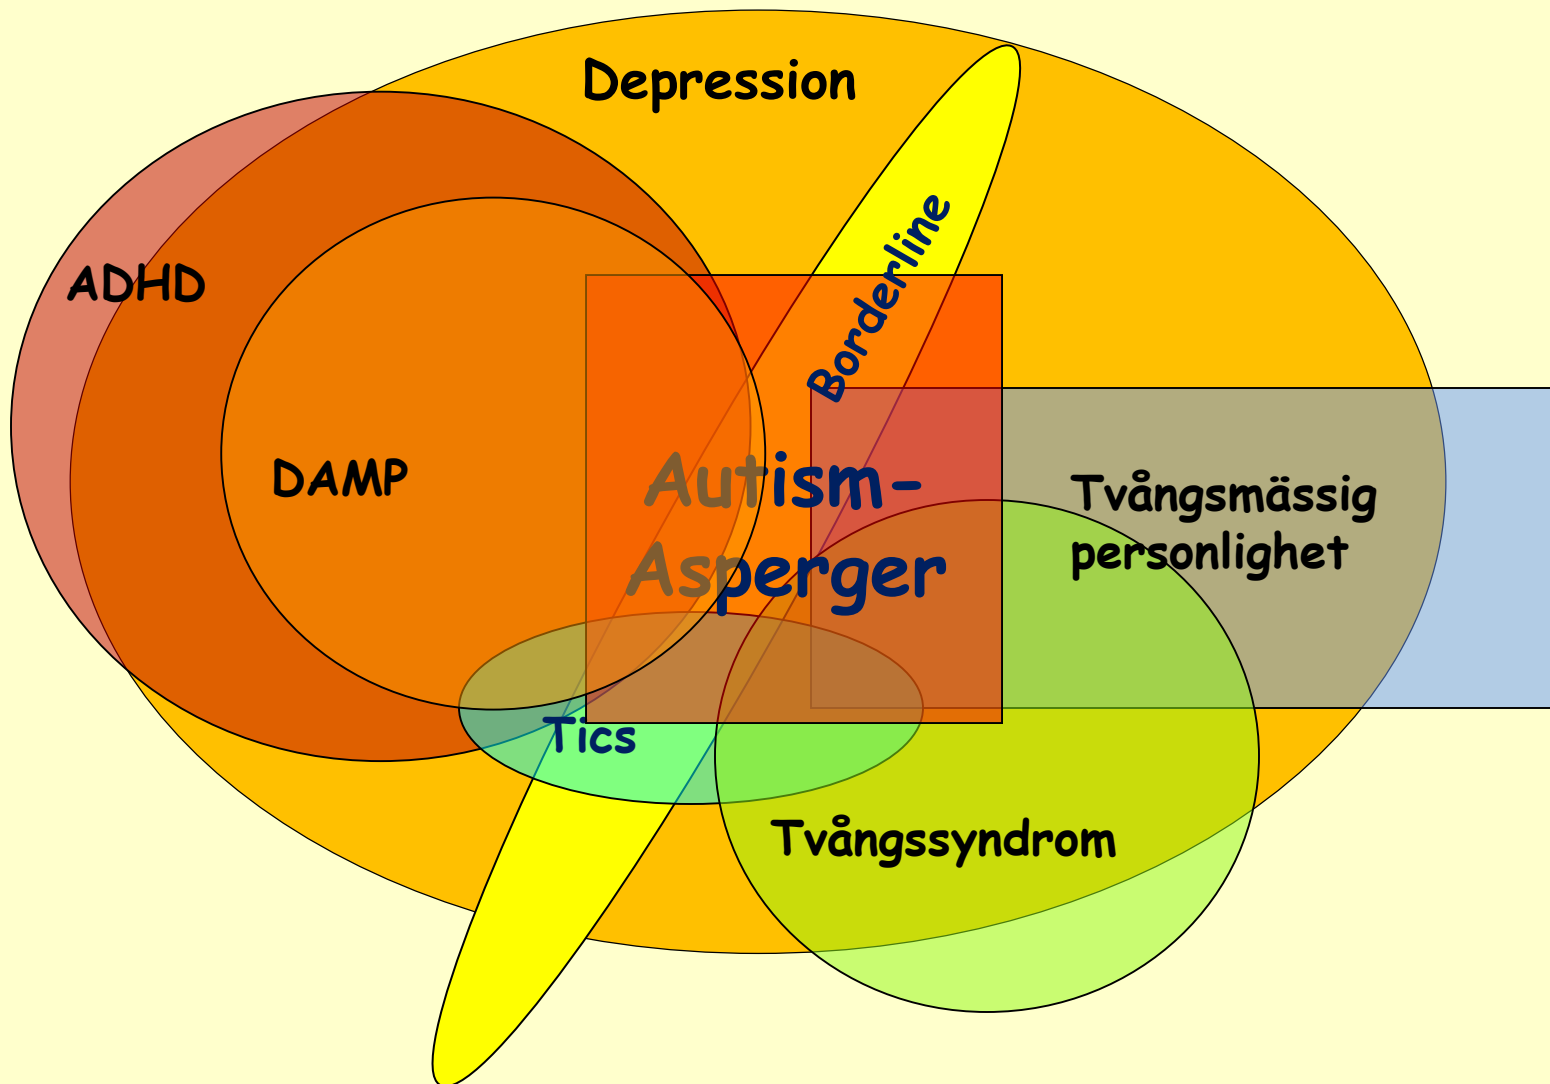 Depression
Borderline
ADHD
DAMP
Autism-
Asperger
Tvångsmässig
personlighet
Tics
Tvångssyndrom